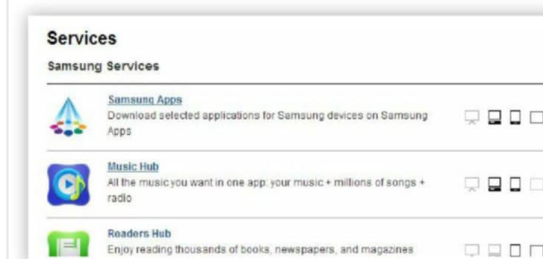 Services
Samsung Services
Samsung Apps
Download selected applications for Samsung devices on Samsung
Apps
Music Hub
All the music you want in one app: your music + millions of songs +
radio
Readers Hub
Enjoy reading thousands of books, newspapers, and magazines